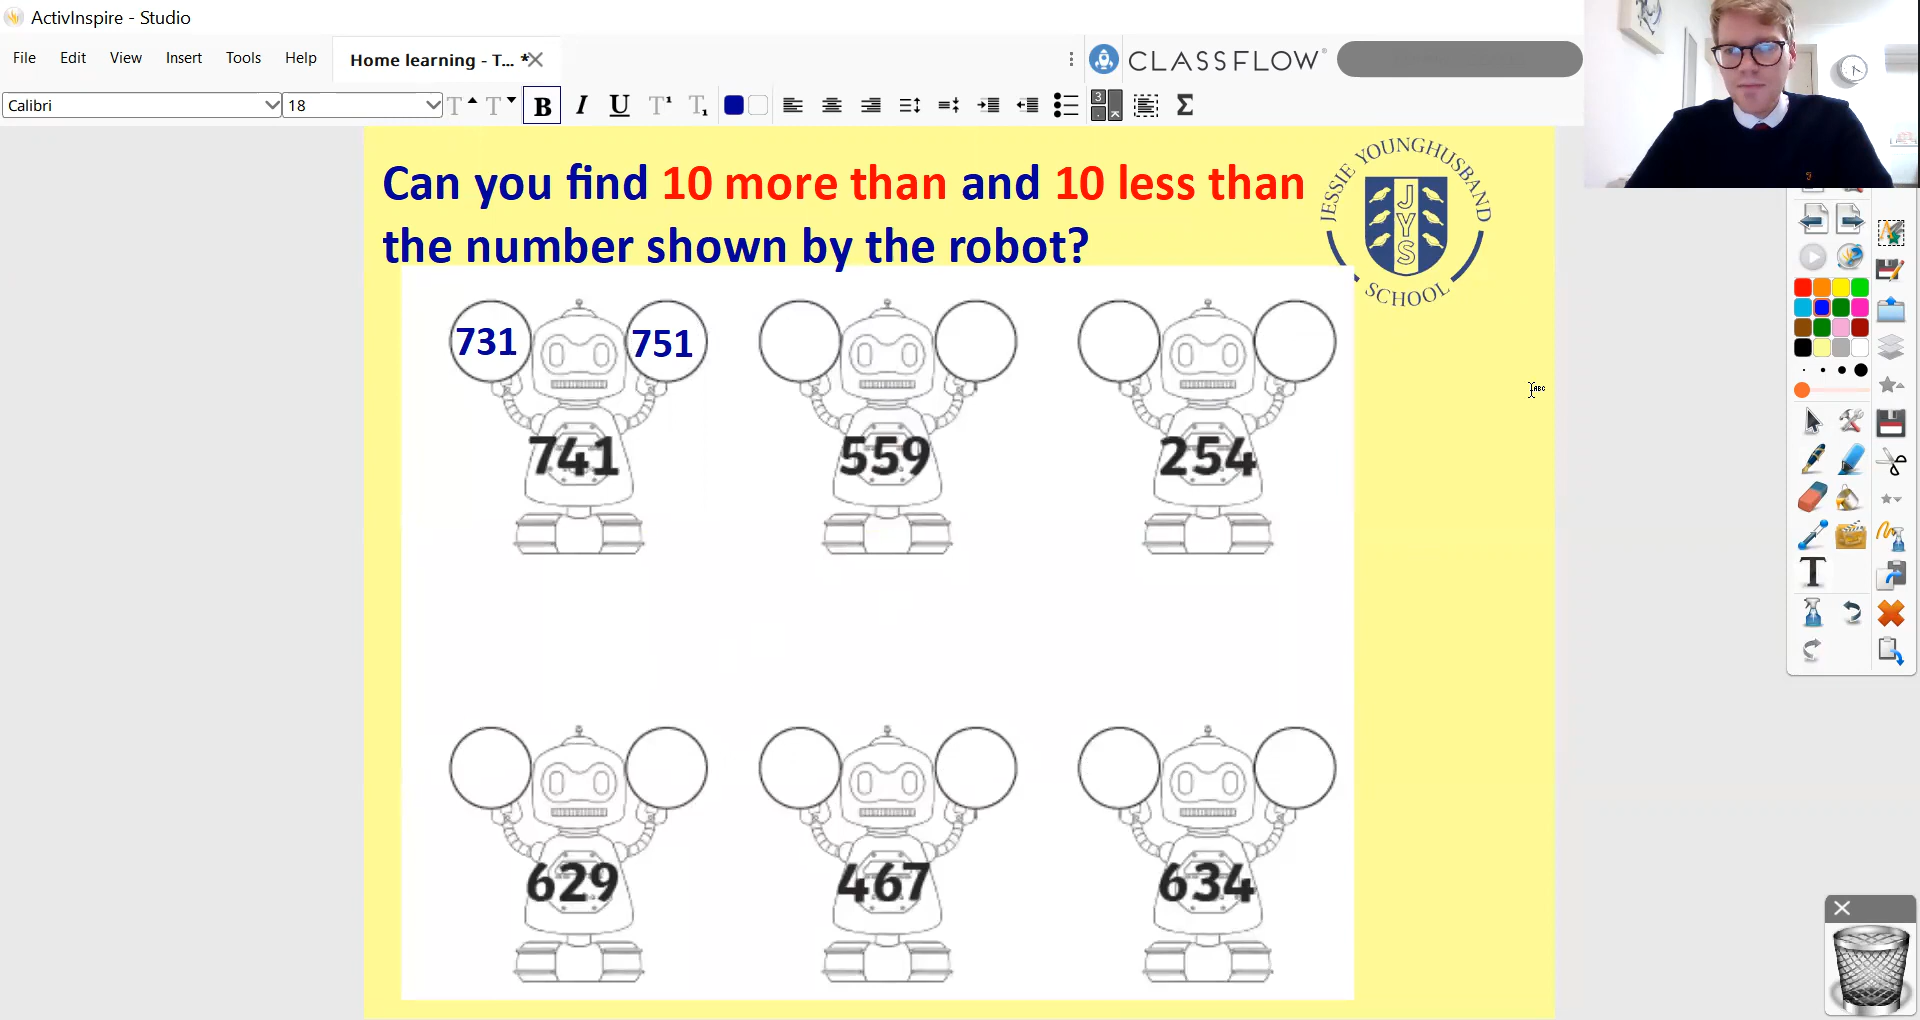 ActivInspire - Studio
File Edit View Insert Tools Help
Home learning - T... *
CLASSFLOW
Calibri
18
Can you find 10 more than and 10 less than
the number shown by the robot?
JESSIE YOUNGHUSBAND
JYS
SCHOOL
731 751
741 559 254
629 467 634